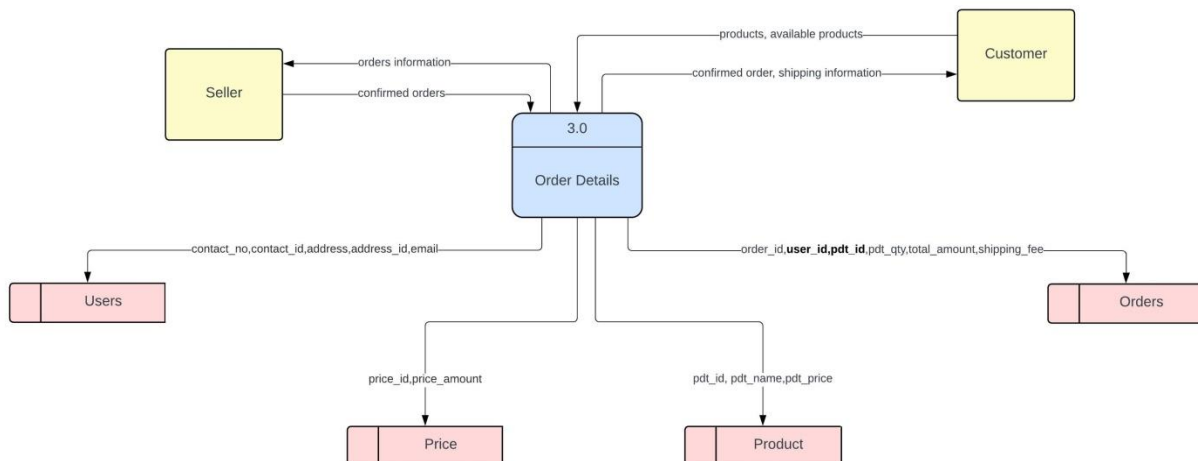 products, available products
Customer
orders information
confirmed order, shipping information
Seller
confirmed orders
3.0
Order Details
contact_no,contact_id,address,address_id,email
order_id,user_id,pdt_id,pdt_qty,total_amount,shipping_fee
Users
Orders
price_id,price_amount
pdt_id, pdt_name,pdt_price
Price
Product